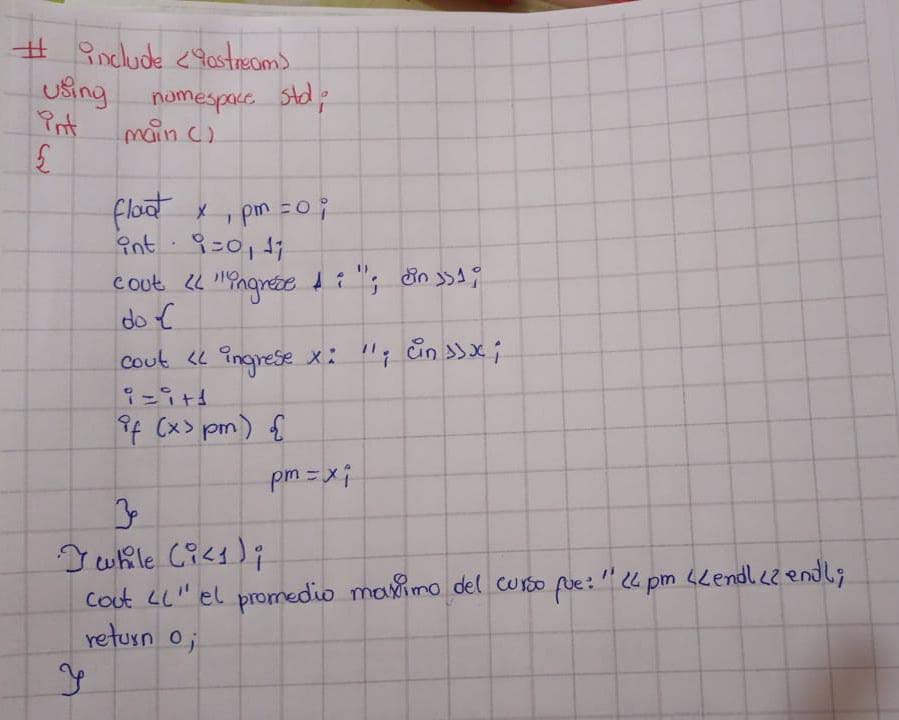 # include <iostream>
using namespace std;
int main()
{
float x, pm=0;
int i=0, 1;
cout << "ingrese 1: "; cin>>1;
do {
cout << ingrese x: "; cin>>x;
i=i+1
if (x> pm) {
pm=x;
}
} while (i<1);
cout <<" el promedio maximo del curso fue: "<< pm <<endl<<endl;
return 0;
}